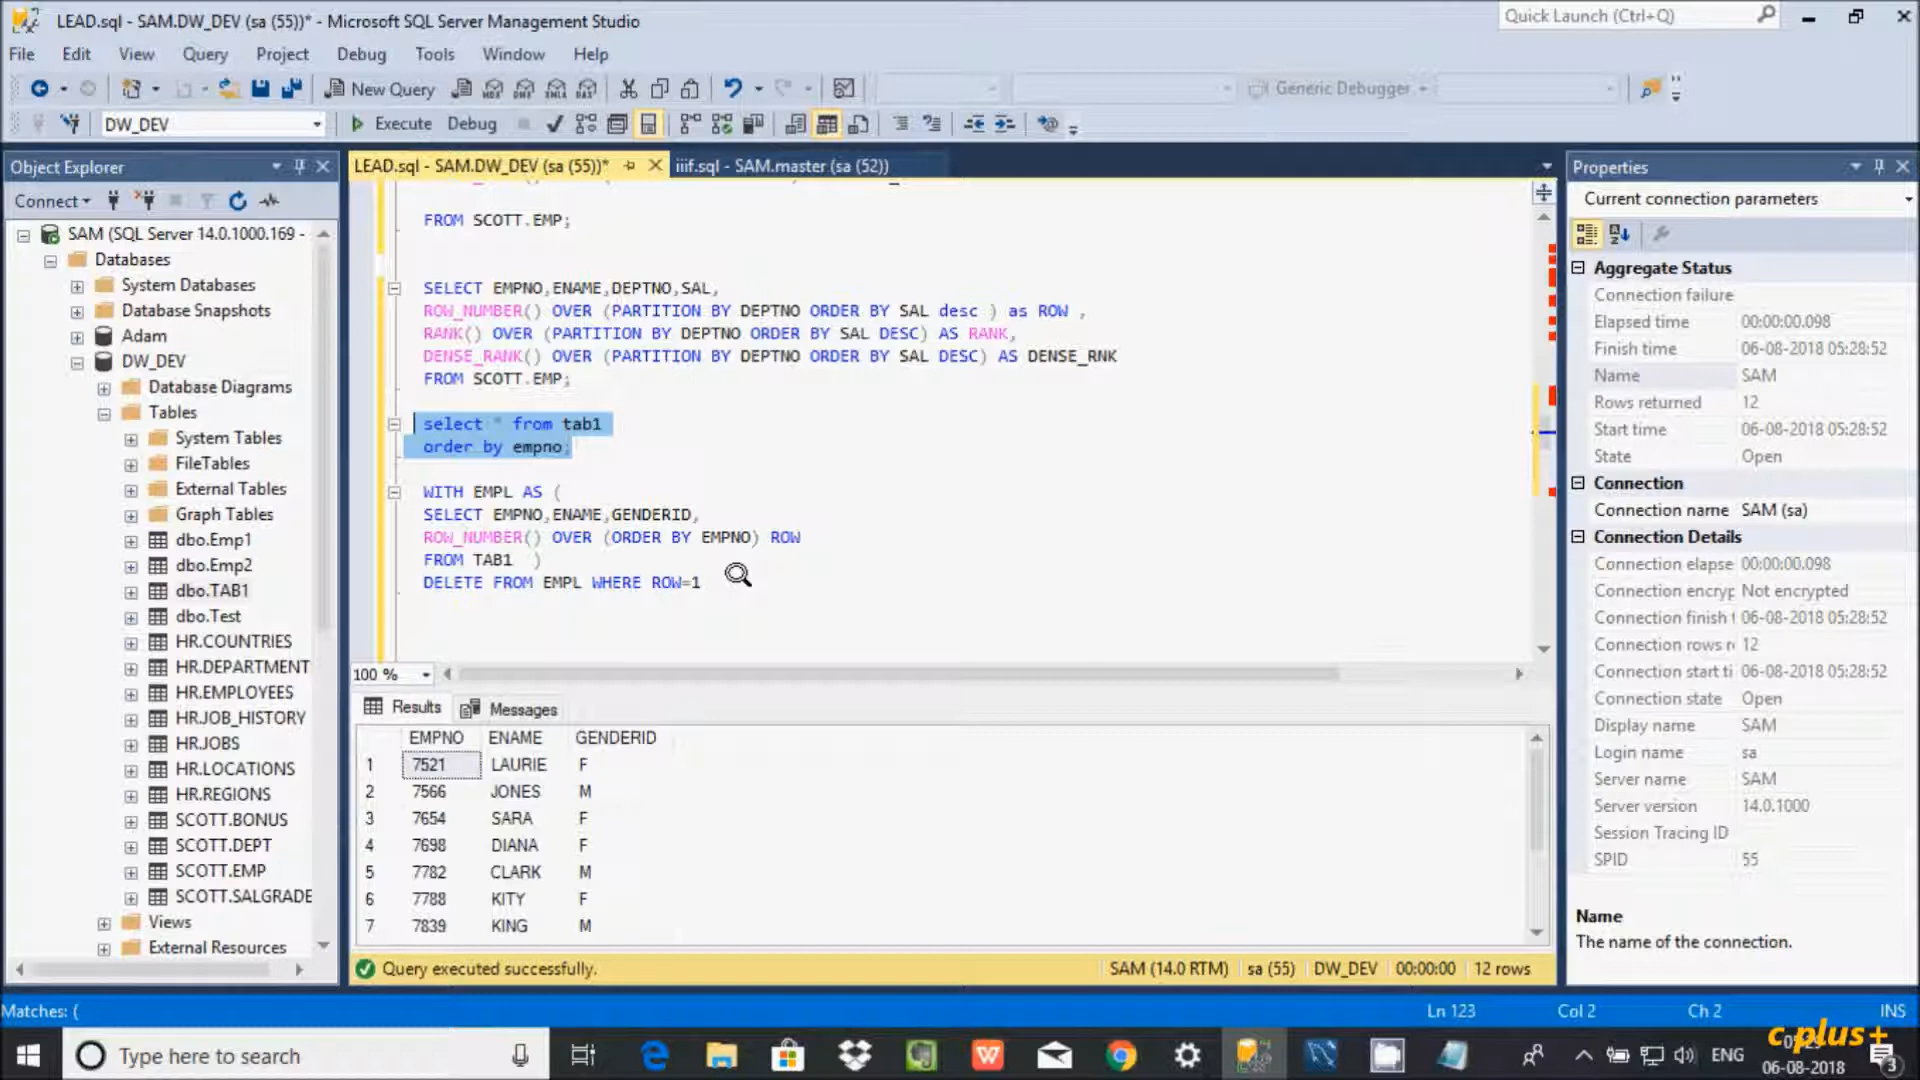 LEAD.sql - SAM.DW_DEV (sa (55))* - Microsoft SQL Server Management Studio
Quick Launch (Ctrl+Q)
File Edit View Query Project Debug Tools Window Help
New Query
Generic Debugger
DW_DEV
Execute Debug
Object Explorer
Connect
SAM (SQL Server 14.0.1000.169 -
Databases
System Databases
Database Snapshots
Adam
DW_DEV
Database Diagrams
Tables
System Tables
FileTables
External Tables
Graph Tables
dbo.Emp1
dbo.Emp2
dbo.TAB1
dbo.Test
HR.COUNTRIES
HR.DEPARTMENT
HR.EMPLOYEES
HR.JOB_HISTORY
HR.JOBS
HR.LOCATIONS
HR.REGIONS
SCOTT.BONUS
SCOTT.DEPT
SCOTT.EMP
SCOTT.SALGRADE
Views
External Resources
LEAD.sql - SAM.DW_DEV (sa (55))*
iiif.sql - SAM.master (sa (52))
FROM SCOTT.EMP;
SELECT EMPNO,ENAME,DEPTNO,SAL,
ROW_NUMBER() OVER (PARTITION BY DEPTNO ORDER BY SAL desc ) as ROW ,
RANK() OVER (PARTITION BY DEPTNO ORDER BY SAL DESC) AS RANK,
DENSE_RANK() OVER (PARTITION BY DEPTNO ORDER BY SAL DESC) AS DENSE_RNK
FROM SCOTT.EMP;
select * from tab1
order by empno;
WITH EMPL AS (
SELECT EMPNO,ENAME,GENDERID,
ROW_NUMBER() OVER (ORDER BY EMPNO) ROW
FROM TAB1 )
DELETE FROM EMPL WHERE ROW=1
100 %
Results Messages
EMPNO ENAME GENDERID
1 7521 LAURIE F
2 7566 JONES M
3 7654 SARA F
4 7698 DIANA F
5 7782 CLARK M
6 7788 KITY F
7 7839 KING M
Query executed successfully.
SAM (14.0 RTM) sa (55) DW_DEV 00:00:00 12 rows
Properties
Current connection parameters
Aggregate Status
Connection failure
Elapsed time 00:00:00.098
Finish time 06-08-2018 05:28:52
Name SAM
Rows returned 12
Start time 06-08-2018 05:28:52
State Open
Connection
Connection name SAM (sa)
Connection Details
Connection elapse 00:00:00.098
Connection encryp Not encrypted
Connection finish t 06-08-2018 05:28:52
Connection rows r 12
Connection start ti 06-08-2018 05:28:52
Connection state Open
Display name SAM
Login name sa
Server name SAM
Server version 14.0.1000
Session Tracing ID
SPID 55
Name
The name of the connection.
Matches: (
Ln 123 Col 2 Ch 2 INS
Type here to search
ENG
06-08-2018
3
c plus+